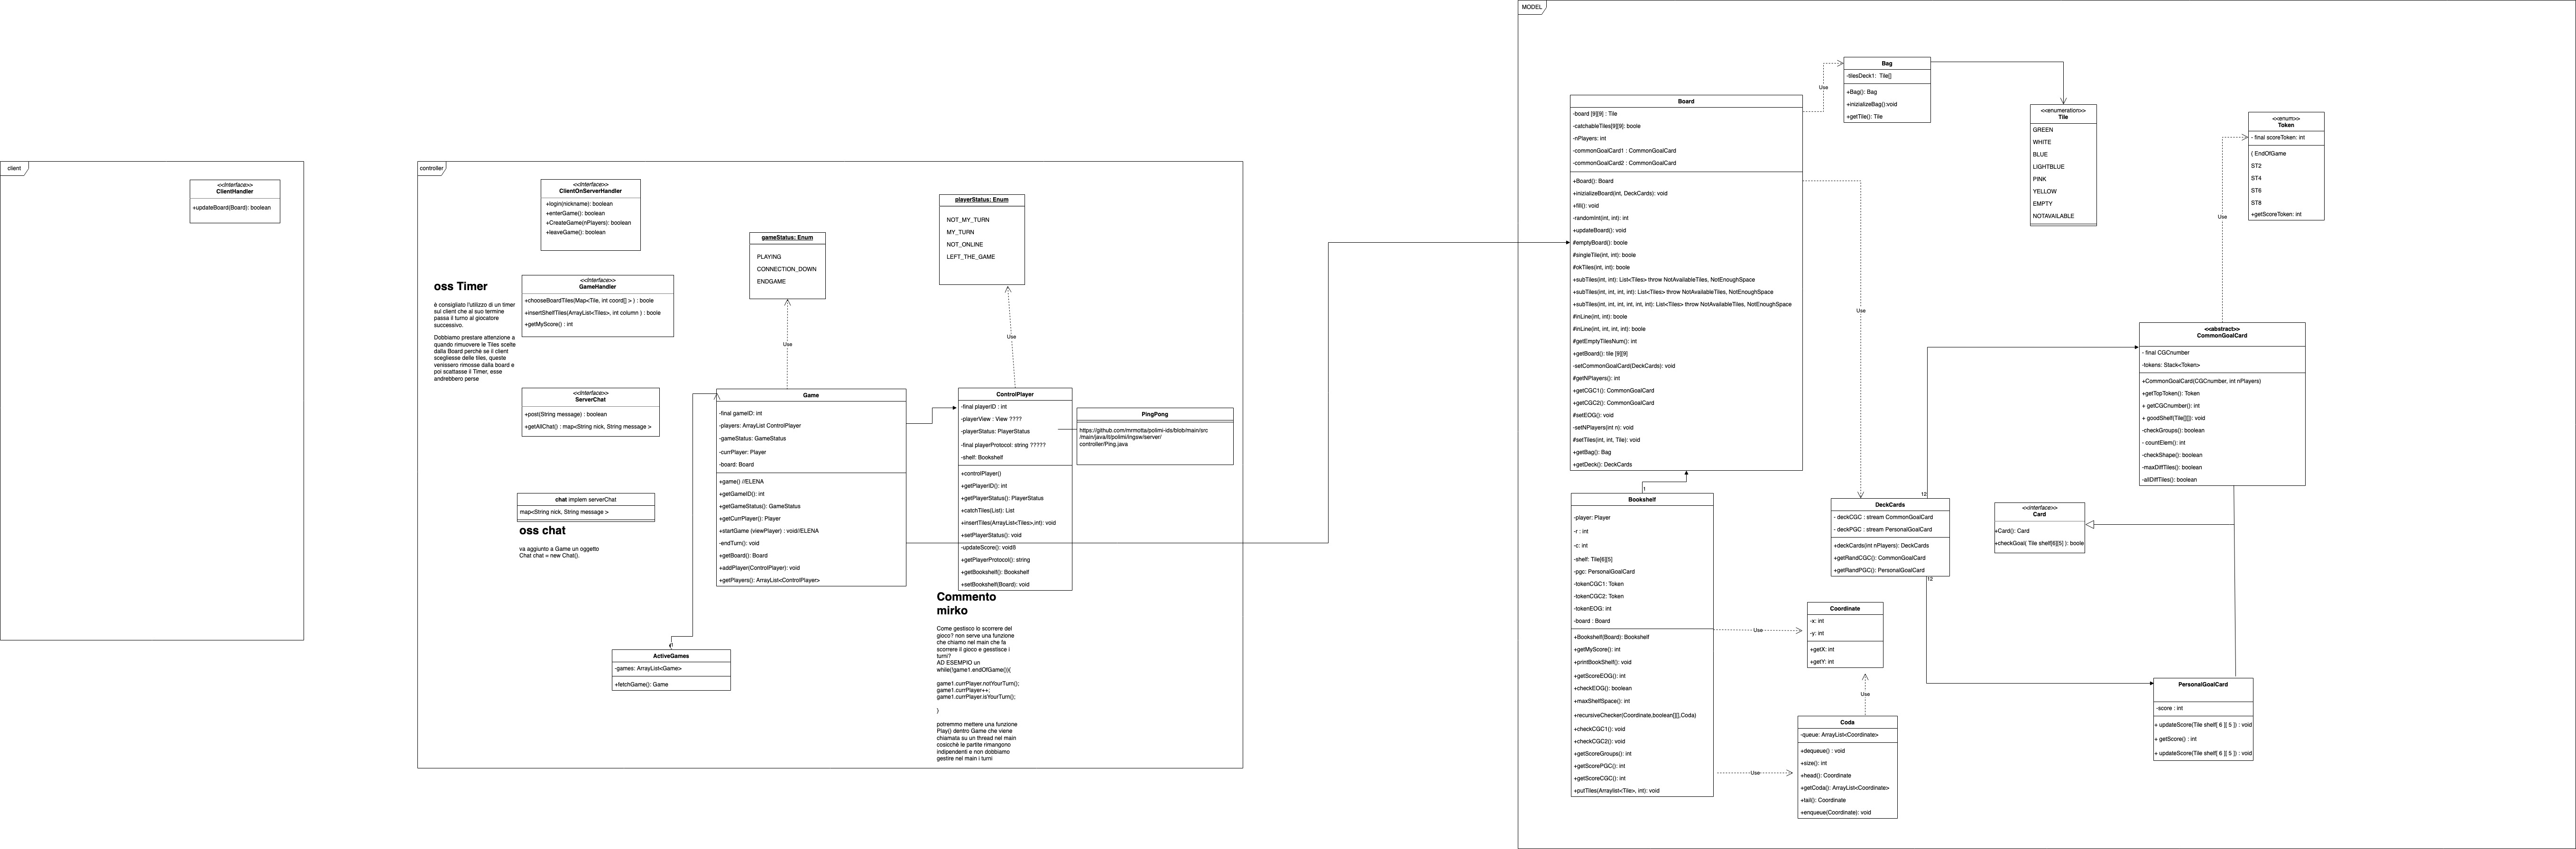 client
<<Interface>>
ClientHandler
+updateBoard(Board): boolean
controller
<<Interface>>
ClientOnServerHandler
+login(nickname): boolean
+enterGame(): boolean
+CreateGame(nPlayers): boolean
+leaveGame(): boolean
oss Timer
è consigliato l'utilizzo di un timer
sul client che al suo termine
passa il turno al giocatore
successivo.
Dobbiamo prestare attenzione a
quando rimuovere le Tiles scelte
dalla Board perchè se il client
scegliesse delle tiles, queste
venissero rimosse dalla board e
poi scattasse il Timer, esse
andrebbero perse
<<Interface>>
GameHandler
+chooseBoardTiles(Map<Tile, int coord[] > ) : boole
+insertShelfTiles(ArrayList<Tiles>, int column ) : boole
+getMyScore() : int
<<Interface>>
ServerChat
+post(String message) : boolean
+getAllChat() : map<String nick, String message >
chat implem serverChat
map<String nick, String message >
oss chat
va aggiunto a Game un oggetto
Chat chat = new Chat().
gameStatus: Enum
PLAYING
CONNECTION_DOWN
ENDGAME
playerStatus: Enum
NOT_MY_TURN
MY_TURN
NOT_ONLINE
LEFT_THE_GAME
Use
Use
Game
-final gameID: int
-players: ArrayList ControlPlayer
-gameStatus: GameStatus
-currPlayer: Player
-board: Board
+game() //ELENA
+getGameID(): int
+getGameStatus(): GameStatus
+getCurrPlayer(): Player
+startGame (viewPlayer) : void//ELENA
-endTurn(): void
+getBoard(): Board
+addPlayer(ControlPlayer): void
+getPlayers(): ArrayList<ControlPlayer>
ControlPlayer
-final playerID : int
-playerView : View ????
-playerStatus: PlayerStatus
-final playerProtocol: string ?????
-shelf: Bookshelf
+controlPlayer()
+getPlayerID(): int
+getPlayerStatus(): PlayerStatus
+catchTiles(List): List
+insertTiles(ArrayList<Tiles>,int): void
+setPlayerStatus(): void
-updateScore(): void8
+getPlayerProtocol(): string
+getBookshelf(): Bookshelf
+setBookshelf(Board): void
PingPong
https://github.com/mrmotta/polimi-ids/blob/main/src
/main/java/it/polimi/ingsw/server/
controller/Ping.java
Commento
mirko
Come gestisco lo scorrere del
gioco? non serve una funzione
che chiamo nel main che fa
scorrere il gioco e gesstisce i
turni?
AD ESEMPIO un
while(!game1.endOfGame()){
game1.currPlayer.notYourTurn();
game1.currPlayer++;
game1.currPlayer.isYourTurn();
}
potremmo mettere una funzione
Play() dentro Game che viene
chiamata su un thread nel main
cosicchè le partite rimangono
indipendenti e non dobbiamo
gestire nel main i turni
ActiveGames
-games: ArrayList<Game>
+fetchGame(): Game
MODEL
Board
-board [9][9] : Tile
-catchableTiles[9][9]: boole
-nPlayers: int
-commonGoalCard1 : CommonGoalCard
-commonGoalCard2 : CommonGoalCard
+Board(): Board
+inizializeBoard(int, DeckCards): void
+fill(): void
-randomInt(int, int): int
+updateBoard(): void
#emptyBoard(): boole
#singleTile(int, int): boole
#okTiles(int, int): boole
+subTiles(int, int): List<Tiles> throw NotAvailableTiles, NotEnoughSpace
+subTiles(int, int, int, int): List<Tiles> throw NotAvailableTiles, NotEnoughSpace
+subTiles(int, int, int, int, int, int): List<Tiles> throw NotAvailableTiles, NotEnoughSpace
#inLine(int, int): boole
#inLine(int, int, int, int): boole
#getEmptyTilesNum(): int
+getBoard(): tile [9][9]
-setCommonGoalCard(DeckCards): void
#getNPlayers(): int
+getCGC1(): CommonGoalCard
+getCGC2(): CommonGoalCard
#setEOG(): void
-setNPlayers(int n): void
#setTiles(int, int, Tile): void
+getBag(): Bag
+getDeck(): DeckCards
Use
Bag
-tilesDeck1: Tile[]
+Bag(): Bag
+inizializeBag():void
+getTile(): Tile
<<enumeration>>
Tile
GREEN
WHITE
BLUE
LIGHTBLUE
PINK
YELLOW
EMPTY
NOTAVAILABLE
<<enum>>
Token
- final scoreToken: int
( EndOfGame
ST2
ST4
ST6
ST8
+getScoreToken: int
Use
Use
<<abstract>>
CommonGoalCard
- final CGCnumber
-tokens: Stack<Token>
+CommonGoalCard(CGCnumber, int nPlayers)
+getTopToken(): Token
+ getCGCnumber(): int
+ goodShelf(Tile[][]): void
-checkGroups(): boolean
- countElem(): int
-checkShape(): boolean
-maxDiffTiles(): boolean
-allDiffTiles(): boolean
1
Bookshelf
-player: Player
-r : int
-c: int
-shelf: Tile[6][5]
-pgc: PersonalGoalCard
-tokenCGC1: Token
-tokenCGC2: Token
-tokenEOG: int
-board : Board
+Bookshelf(Board): Bookshelf
+getMyScore(): int
+printBookShelf(): void
+getScoreEOG(): int
+checkEOG(): boolean
+maxShelfSpace(): int
+recursiveChecker(Coordinate,boolean[][],Coda)
+checkCGC1(): void
+checkCGC2(): void
+getScoreGroups(): int
+getScorePGC(): int
+getScoreCGC(): int
+putTiles(Arraylist<Tile>, int): void
12
DeckCards
- deckCGC : stream CommonGoalCard
- deckPGC : stream PersonalGoalCard
+deckCards(int nPlayers): DeckCards
+getRandCGC(): CommonGoalCard
+getRandPGC(): PersonalGoalCard
12
<<interface>>
Card
+Card(): Card
+checkGoal( Tile shelf[6][5] ): boole
Use
Coordinate
-x: int
-y: int
+getX: int
+getY: int
Use
Use
Coda
-queue: ArrayList<Coordinate>
+dequeue() : void
+size(): int
+head(): Coordinate
+getCoda(): ArrayList<Coordinate>
+tail(): Coordinate
+enqueue(Coordinate): void
PersonalGoalCard
-score : int
+ updateScore(Tile shelf[ 6 ][ 5 ]) : void
+ getScore() : int
+ updateScore(Tile shelf[ 6 ][ 5 ]) : void